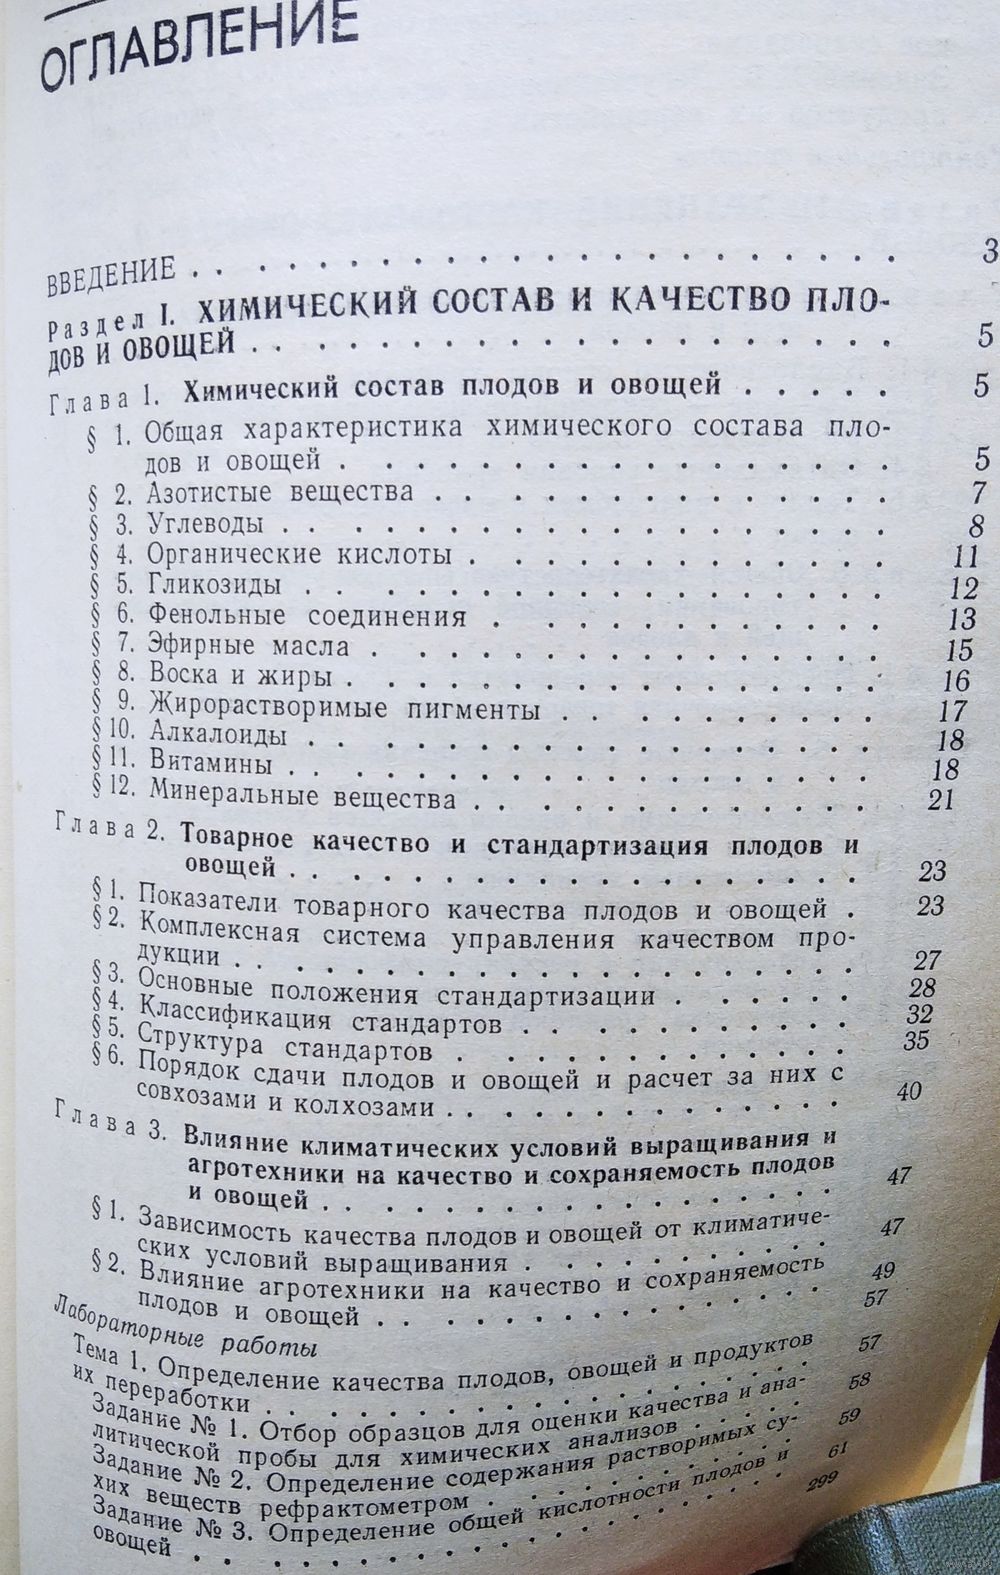 ОГЛАВЛЕНИЕ
ВВЕДЕНИЕ . . . . . . . . . . . . . . . . . . . . . 3
Раздел I. ХИМИЧЕСКИЙ СОСТАВ И КАЧЕСТВО ПЛО-
ДОВ И ОВОЩЕЙ . . . . . . . . . . . . . . . . . . 5
Глава 1. Химический состав плодов и овощей . . . . . 5
§ 1. Общая характеристика химического состава пло-
дов и овощей . . . . . . . . . . . . . . . . . 5
§ 2. Азотистые вещества . . . . . . . . . . . . . . 7
§ 3. Углеводы . . . . . . . . . . . . . . . . . . 8
§ 4. Органические кислоты . . . . . . . . . . . . . 11
§ 5. Гликозиды . . . . . . . . . . . . . . . . . 12
§ 6. Фенольные соединения . . . . . . . . . . . . 13
§ 7. Эфирные масла . . . . . . . . . . . . . . . 15
§ 8. Воска и жиры . . . . . . . . . . . . . . . . 16
§ 9. Жирорастворимые пигменты . . . . . . . . . . 17
§ 10. Алкалоиды . . . . . . . . . . . . . . . . . 18
§ 11. Витамины . . . . . . . . . . . . . . . . . 18
§ 12. Минеральные вещества . . . . . . . . . . . . 21
Глава 2. Товарное качество и стандартизация плодов и
овощей . . . . . . . . . . . . . . . . . . 23
§ 1. Показатели товарного качества плодов и овощей . 23
§ 2. Комплексная система управления качеством про-
дукции . . . . . . . . . . . . . . . . . . . 27
§ 3. Основные положения стандартизации . . . . . . 28
§ 4. Классификация стандартов . . . . . . . . . . 32
§ 5. Структура стандартов . . . . . . . . . . . . 35
§ 6. Порядок сдачи плодов и овощей и расчет за них с
совхозами и колхозами . . . . . . . . . . . . 40
Глава 3. Влияние климатических условий выращивания и
агротехники на качество и сохраняемость плодов
и овощей . . . . . . . . . . . . . . . . 47
§ 1. Зависимость качества плодов и овощей от климатиче-
ских условий выращивания . . . . . . . . . . 47
§ 2. Влияние агротехники на качество и сохраняемость
плодов и овощей . . . . . . . . . . . . . . 49
Лабораторные работы 57
Тема 1. Определение качества плодов, овощей и продуктов
их переработки . . . . . . . . . . . . . . . . 57
Задание № 1. Отбор образцов для оценки качества и ана-
литической пробы для химических анализов . . . . . 58
Задание № 2. Определение содержания растворимых су-
хих веществ рефрактометром . . . . . . . . . . . 59
Задание № 3. Определение общей кислотности плодов и
овощей . . . . . . . . . . . . . . . . . . . . 61
299